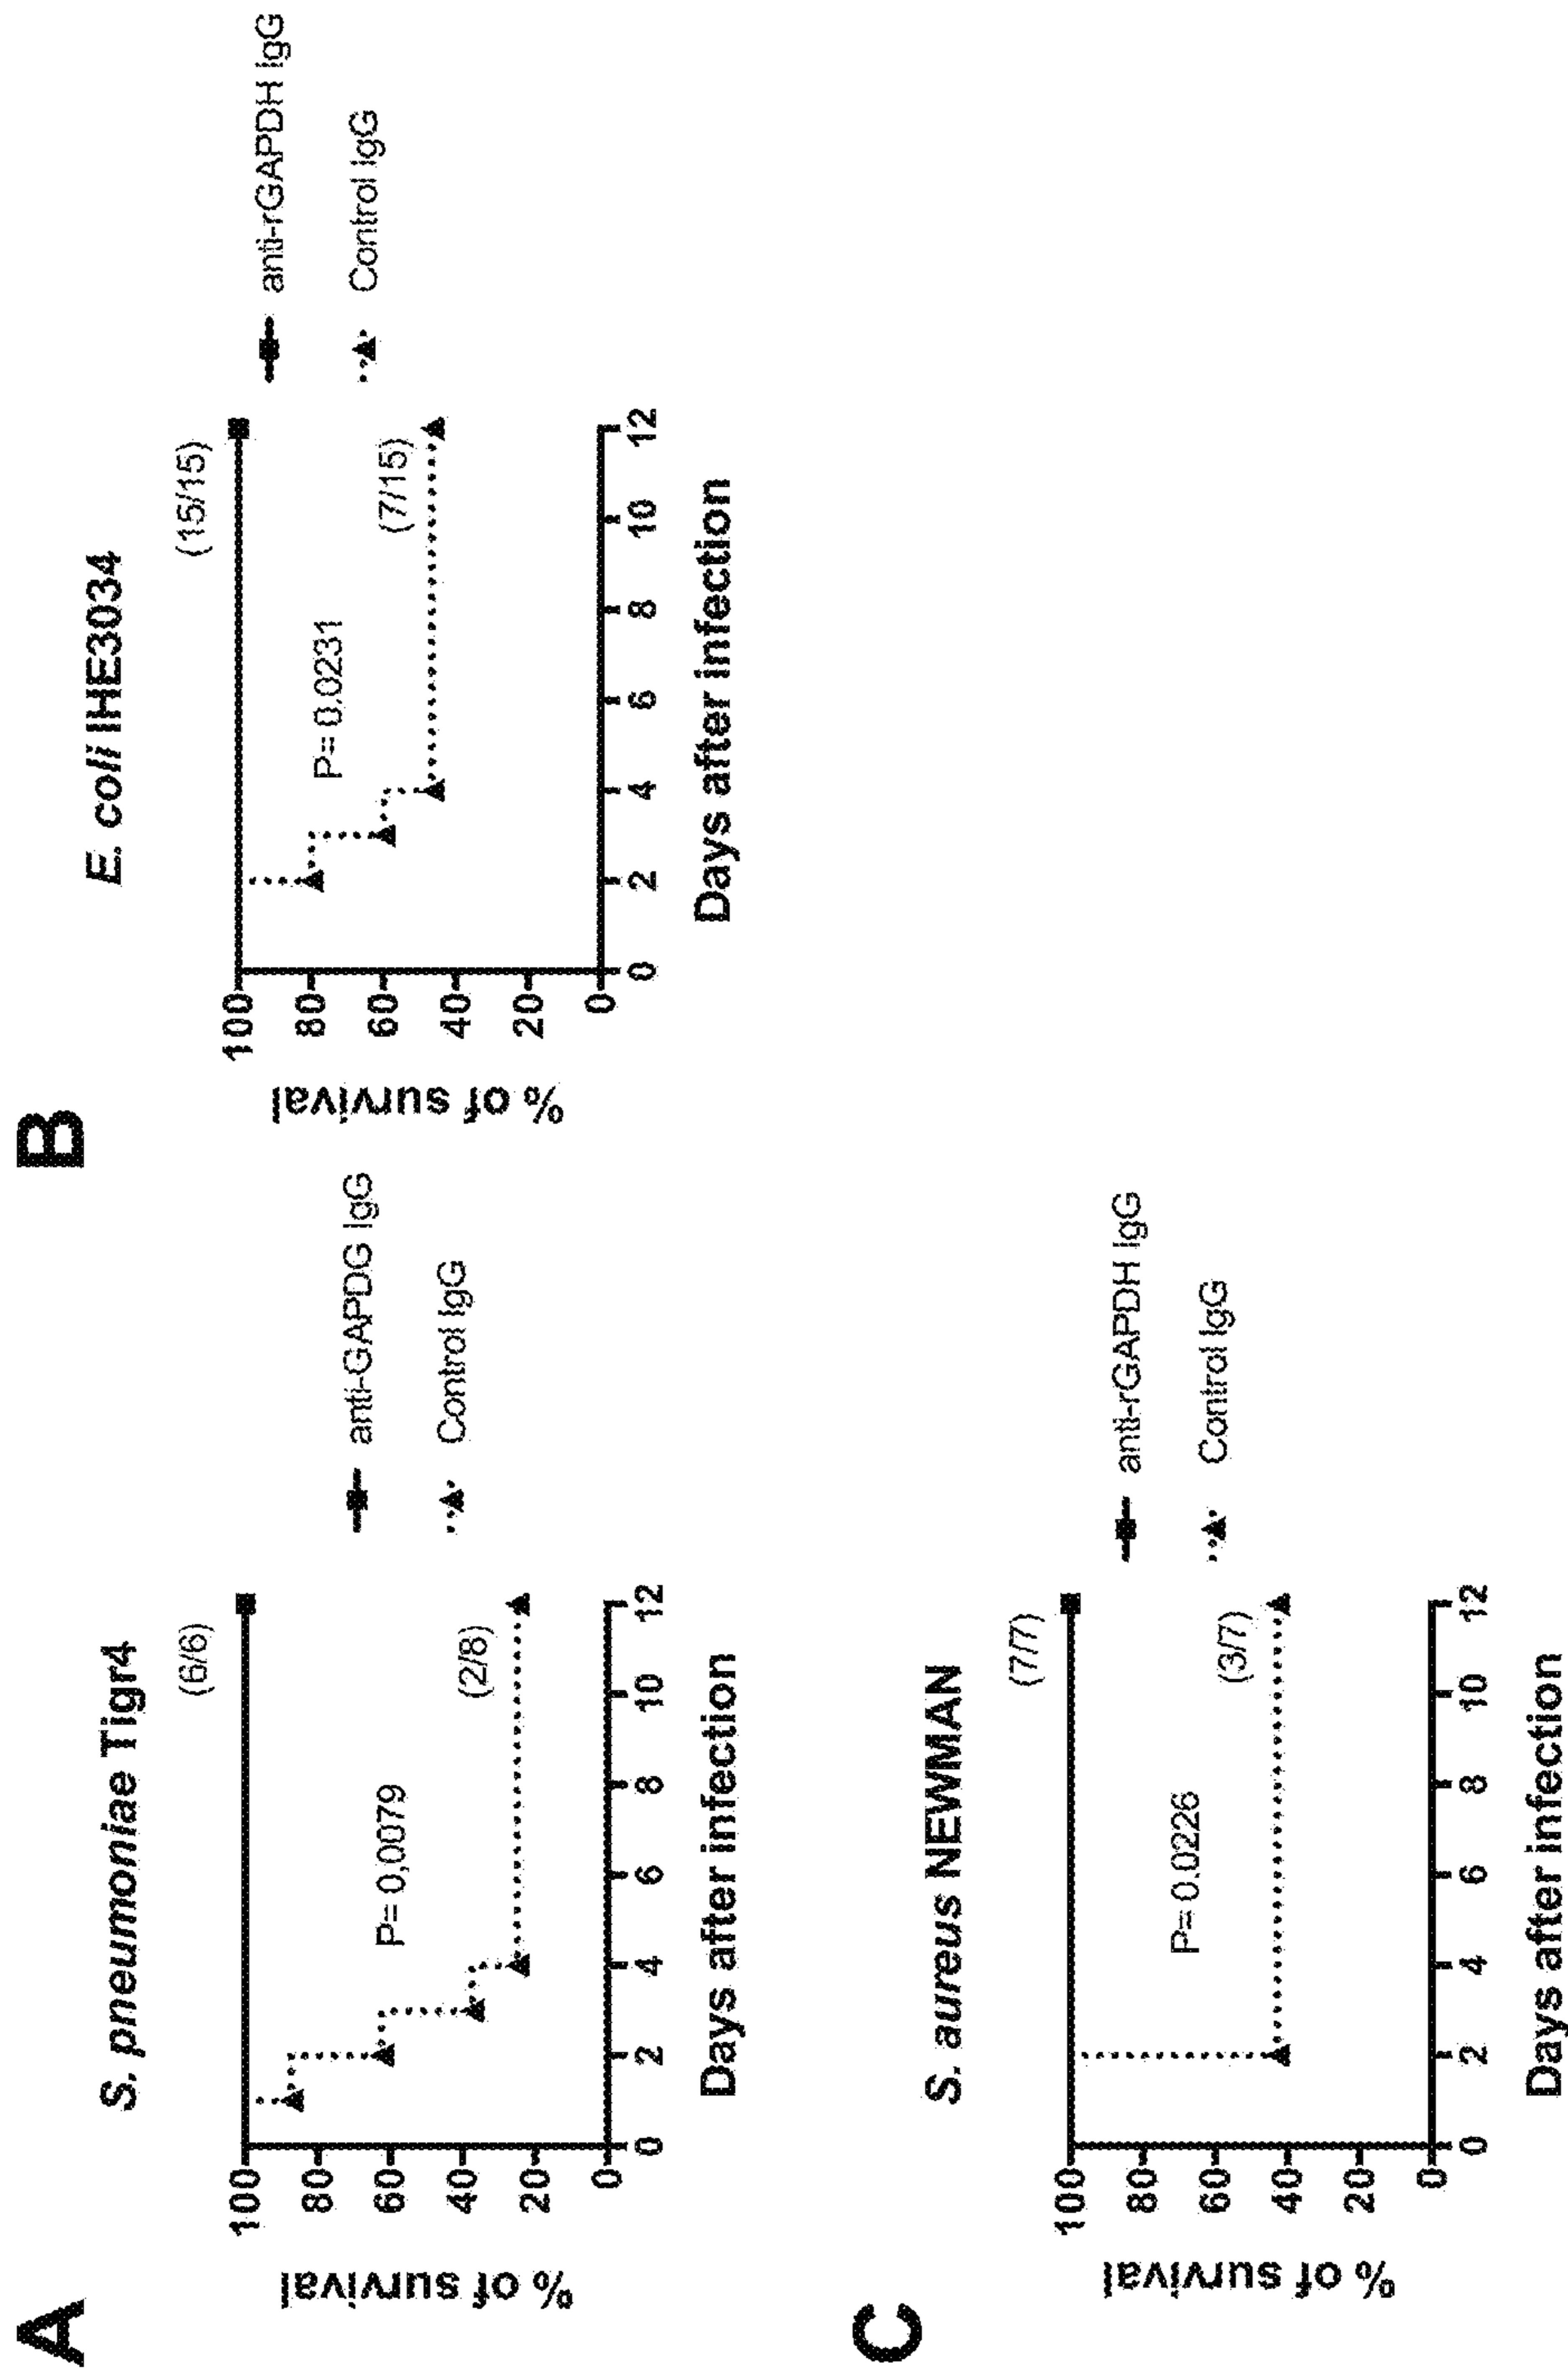 A
S. pneumoniae Tigr4
(6/6)
100
80
60
40
20
0
% of survival
P= 0,0079
(2/8)
0
2
4
6
8
10
12
Days after infection
anti-GAPDG IgG
Control IgG
B
E. coli IHE3034
(15/15)
100
80
60
40
20
0
% of survival
P= 0.0231
(7/15)
0
2
4
6
8
10
12
Days after infection
anti-rGAPDH IgG
Control IgG
C
S. aureus NEWMAN
(7/7)
100
80
60
40
20
0
% of survival
P= 0.0226
(3/7)
0
2
4
6
8
10
12
Days after infection
anti-rGAPDH IgG
Control IgG